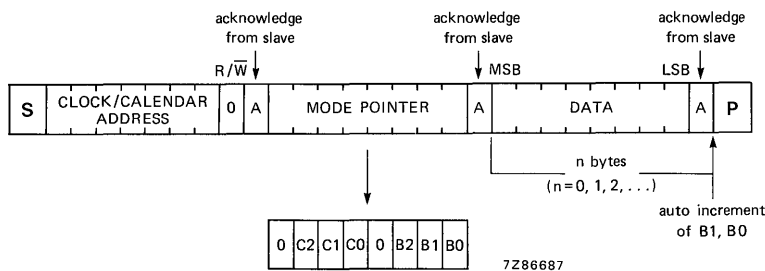 acknowledge
from slave
acknowledge
from slave
acknowledge
from slave
R/W̅
MSB
LSB
S
CLOCK/CALENDAR
ADDRESS
0
A
MODE POINTER
A
DATA
A
P
n bytes
(n=0, 1, 2, . . .)
auto increment
of B1, B0
0 C2 C1 C0 0 B2 B1 B0
7Z86687